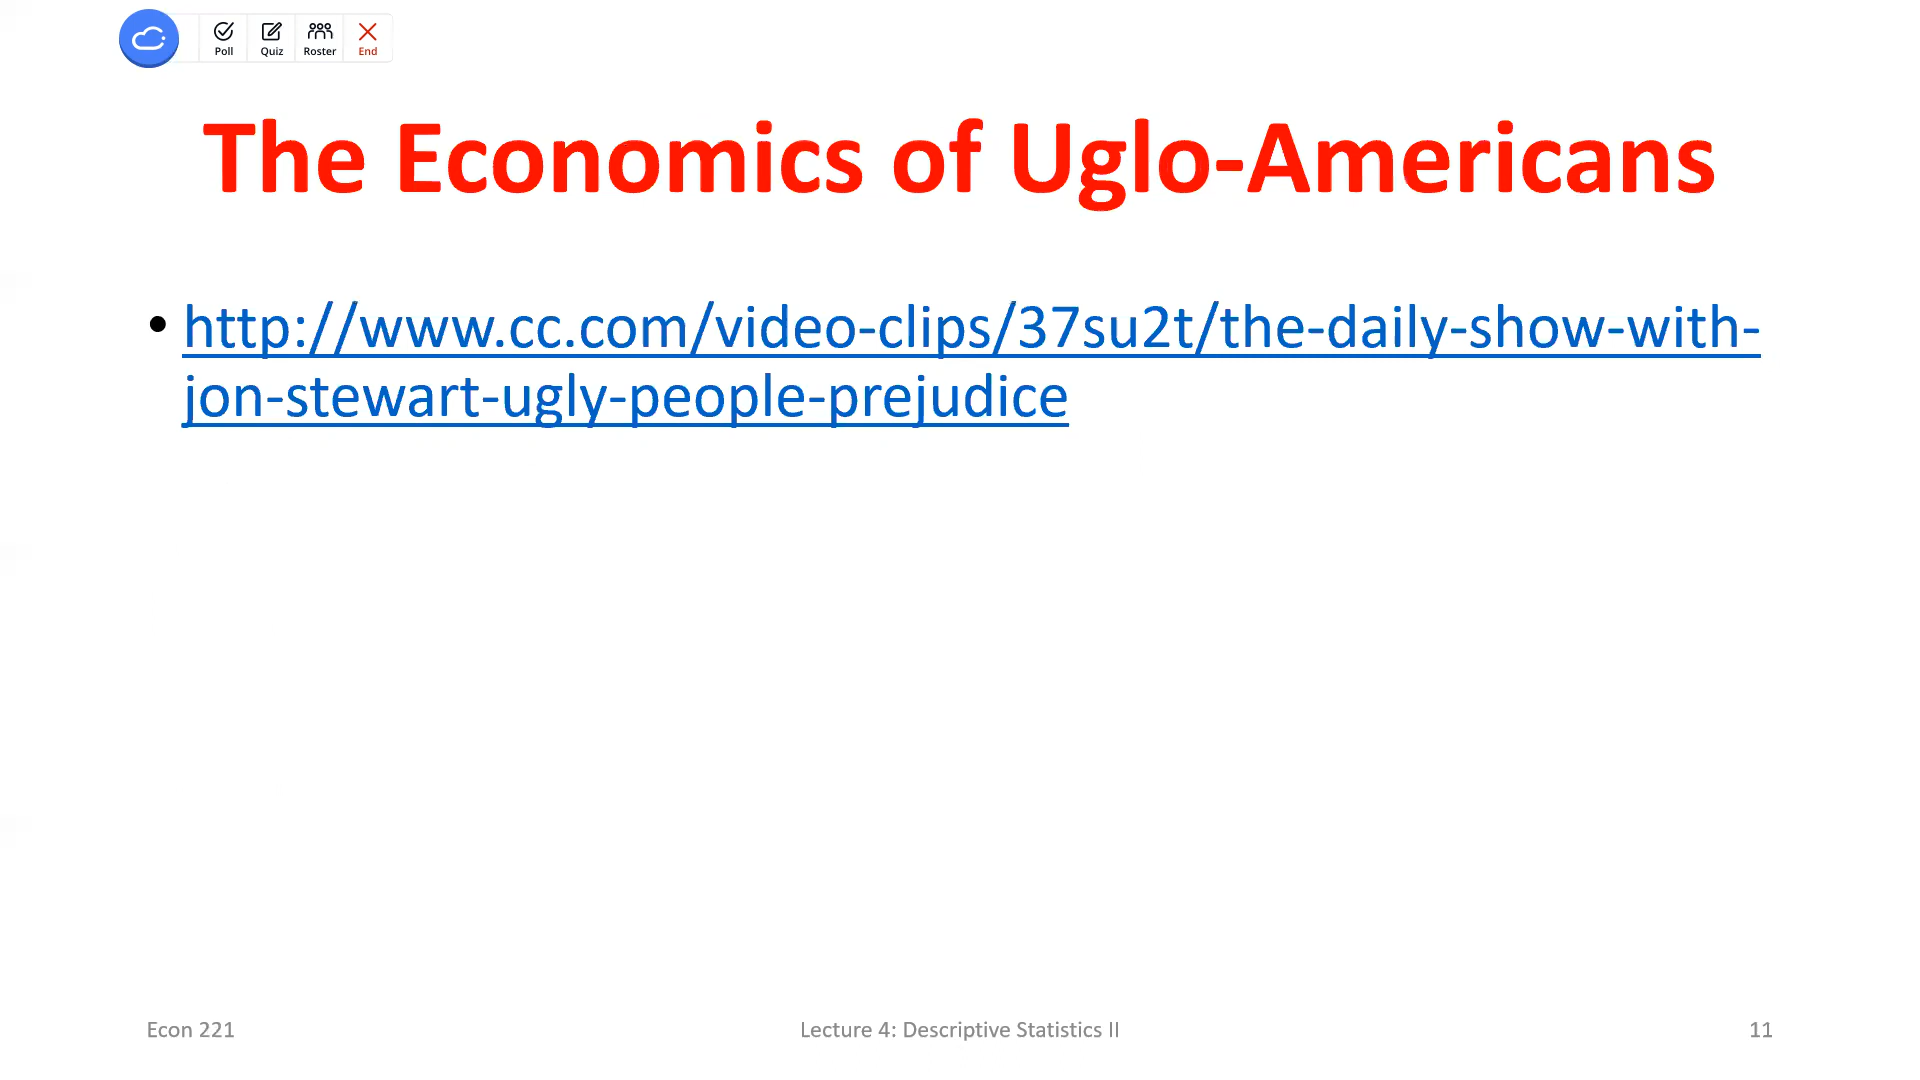 Poll Quiz Roster End
The Economics of Uglo-Americans
• http://www.cc.com/video-clips/37su2t/the-daily-show-with-
jon-stewart-ugly-people-prejudice
Econ 221 Lecture 4: Descriptive Statistics II 11